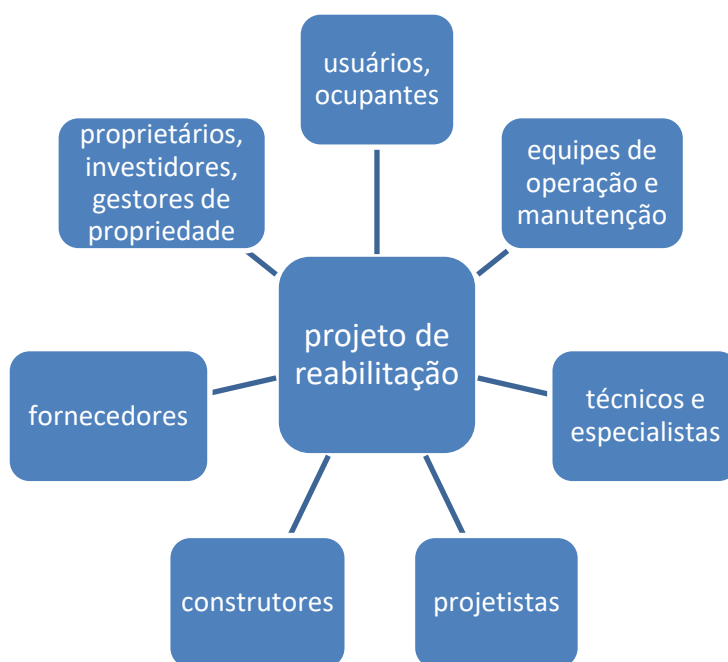 usuários,
ocupantes
proprietários,
investidores,
gestores de
propriedade
equipes de
operação e
manutenção
projeto de
reabilitação
fornecedores
técnicos e
especialistas
construtores
projetistas